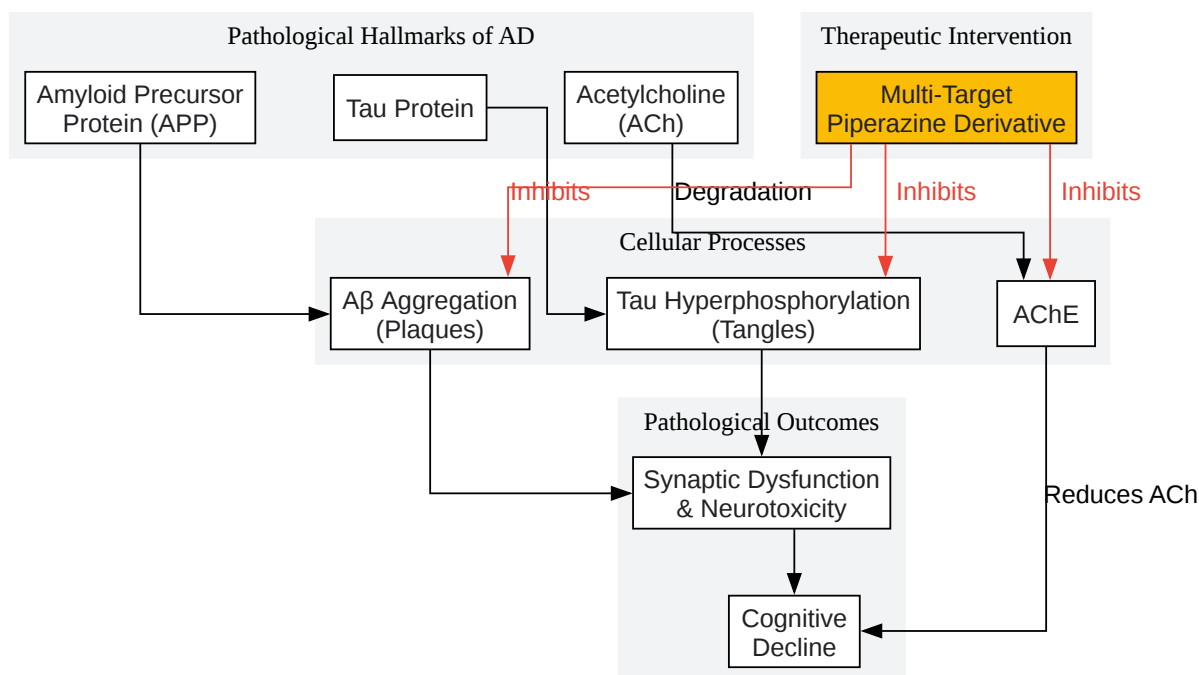 Pathological Hallmarks of AD
Therapeutic Intervention
Amyloid Precursor
Protein (APP)
Tau Protein
Acetylcholine
(ACh)
Multi-Target
Piperazine Derivative
Inhibits
Degradation
Inhibits
Inhibits
Cellular Processes
Aβ Aggregation
(Plaques)
Tau Hyperphosphorylation
(Tangles)
AChE
Pathological Outcomes
Synaptic Dysfunction
& Neurotoxicity
Reduces ACh
Cognitive
Decline